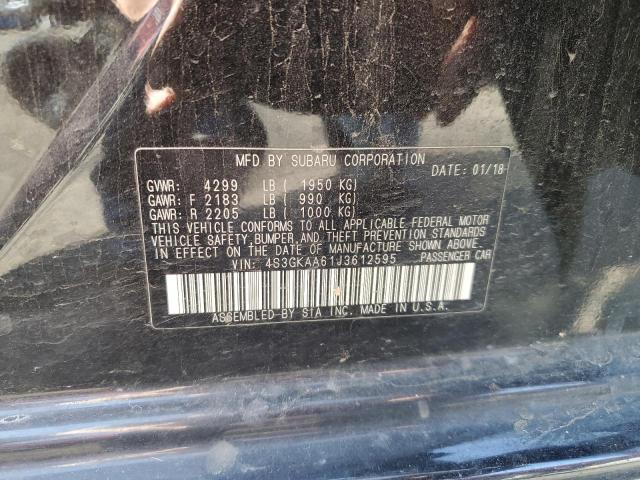 MFD BY SUBARU CORPORATION
DATE: 01/18
GVWR: 4299 LB ( 1950 KG)
GAWR: F 2183 LB ( 990 KG)
GAWR: R 2205 LB ( 1000 KG)
THIS VEHICLE CONFORMS TO ALL APPLICABLE FEDERAL MOTOR
VEHICLE SAFETY, BUMPER, AND THEFT PREVENTION STANDARDS
IN EFFECT ON THE DATE OF MANUFACTURE SHOWN ABOVE.
VIN: 4S3GKAA61J3612595 PASSENGER CAR
ASSEMBLED BY SIA INC. MADE IN U.S.A.